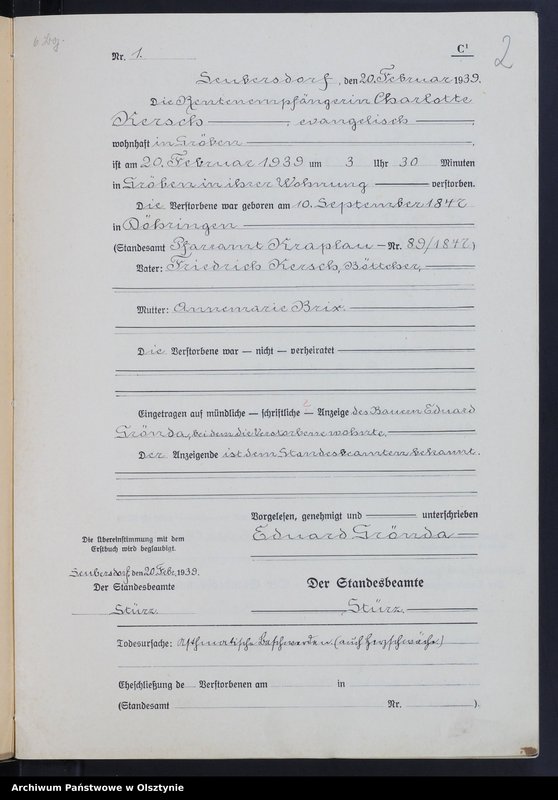 Nr. 1.
C¹
2
Seubersdorf, den 20. Februar 1939.
Die Rentenempfängerin Charlotte
Kersch, evangelisch,
wohnhaft in Gröben,
ist am 20. Februar 1939 um 3 Uhr 30 Minuten
in Gröben in ihrer Wohnung verstorben.
Die Verstorbene war geboren am 10. September 1847
in Döhringen
(Standesamt Pfarramt Kraplau – Nr. 89/1847)
Vater: Friedrich Kersch, Böttcher,
Mutter: Annemarie Brix.
Die Verstorbene war — nicht — verheiratet
Eingetragen auf mündliche — schriftliche — Anzeige des Bauern Eduard
Grönda, bei dem die Verstorbene wohnte.
Der Anzeigende ist dem Standesbeamten bekannt.
Vorgelesen, genehmigt und unterschrieben
Eduard Grönda
Die Übereinstimmung mit dem
Erstbuch wird beglaubigt.
Seubersdorf den 20. Febr. 1939.
Der Standesbeamte
Stürz.
Der Standesbeamte
Stürz.
Todesursache: Asthmatische Beschwerden. (auch Herzschwäche)
Eheschließung de Verstorbenen am in
(Standesamt Nr. ).
Archiwum Państwowe w Olsztynie